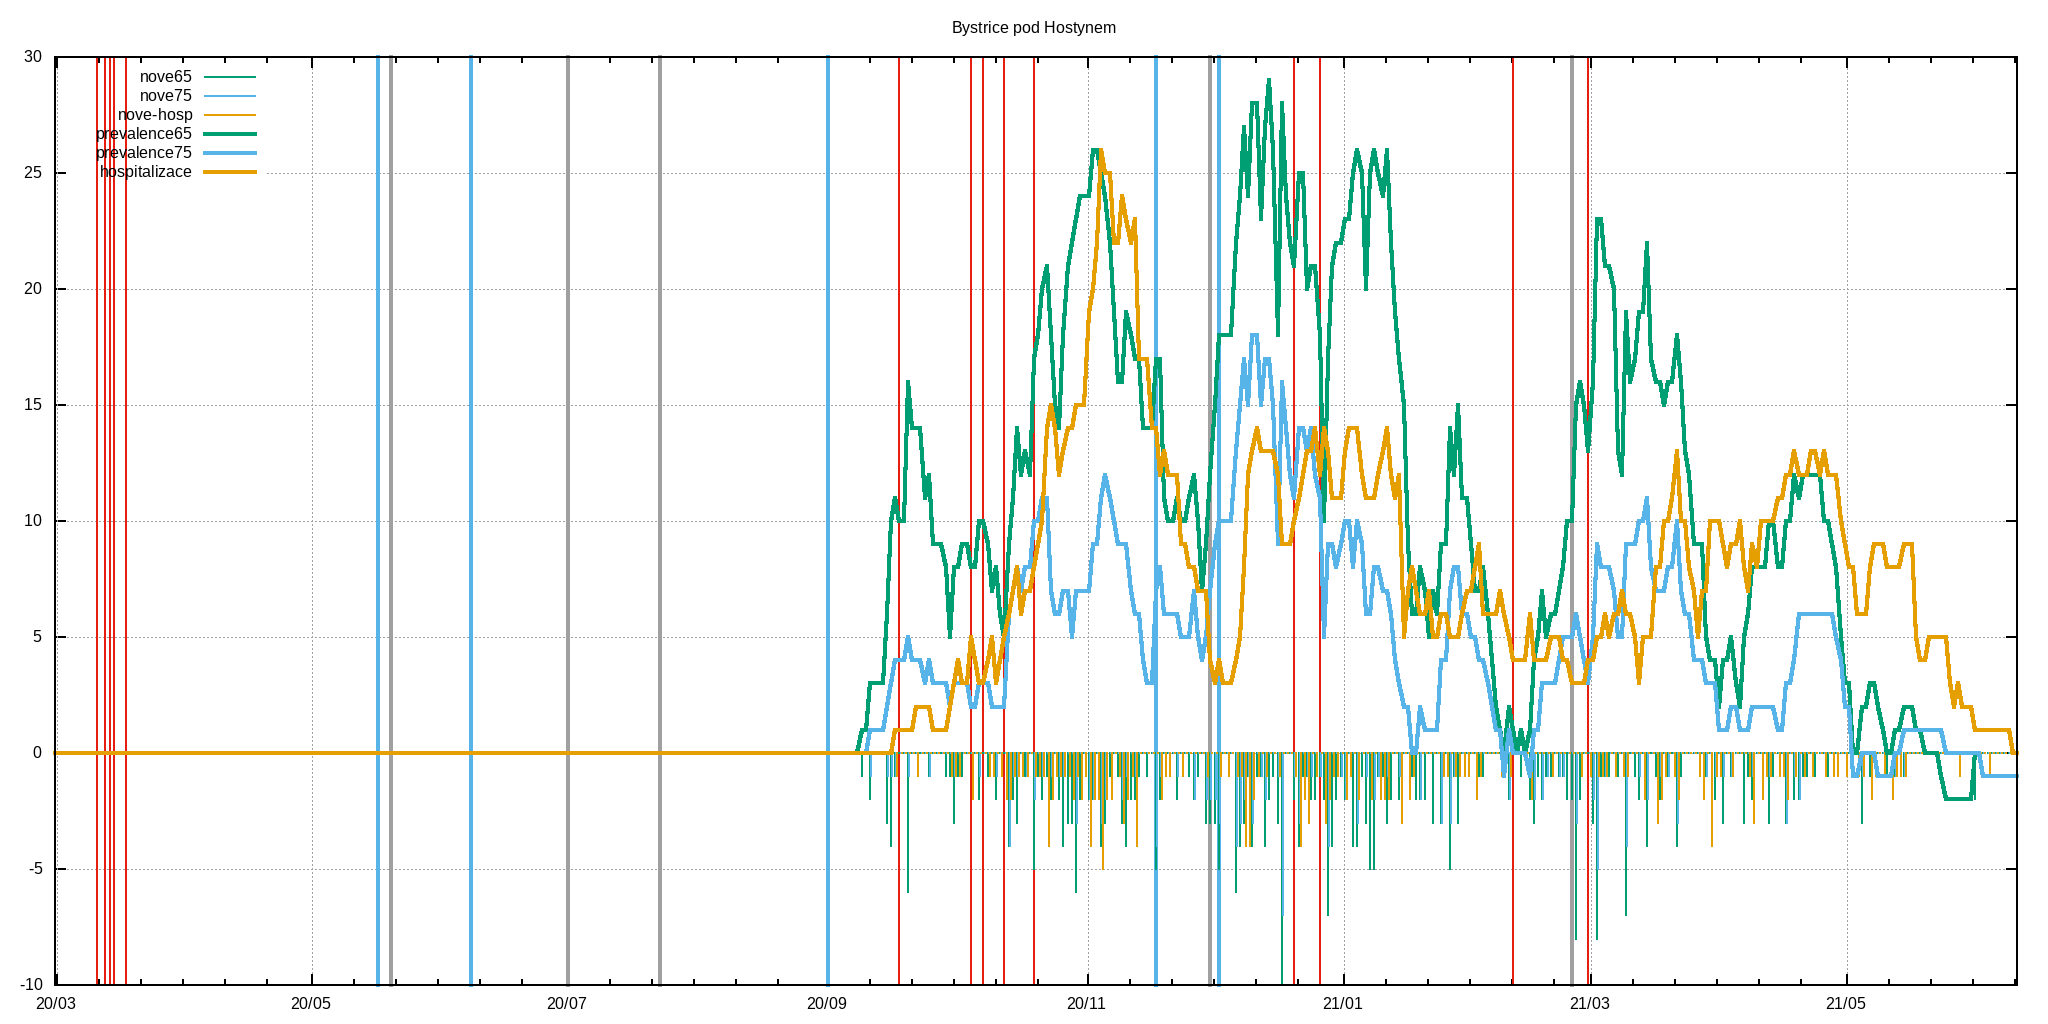 Bystrice pod Hostynem
30
25
20
15
10
5
0
-5
-10
nove65
nove75
nove-hosp
prevalence65
prevalence75
hospitalizace
20/03 20/05 20/07 20/09 20/11 21/01 21/03 21/05